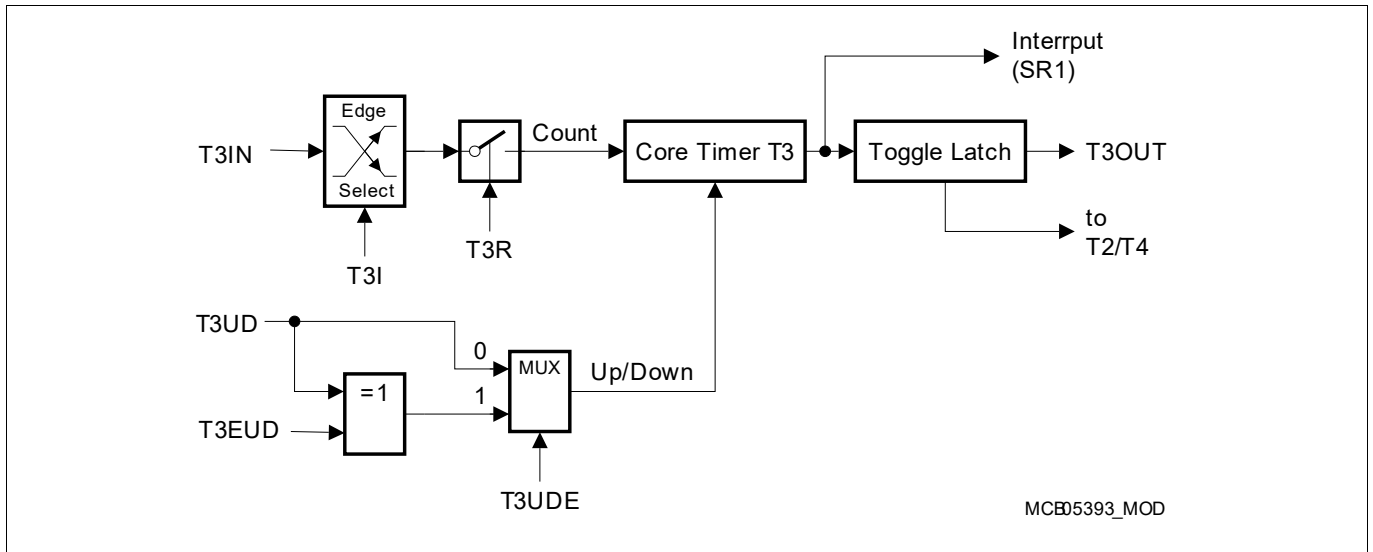 Interrput
(SR1)
Edge
Select
T3IN
Count
Core Timer T3
Toggle Latch
T3OUT
T3R
T3I
to
T2/T4
T3UD
0
MUX
Up/Down
=1
1
T3EUD
T3UDE
MCB05393_MOD